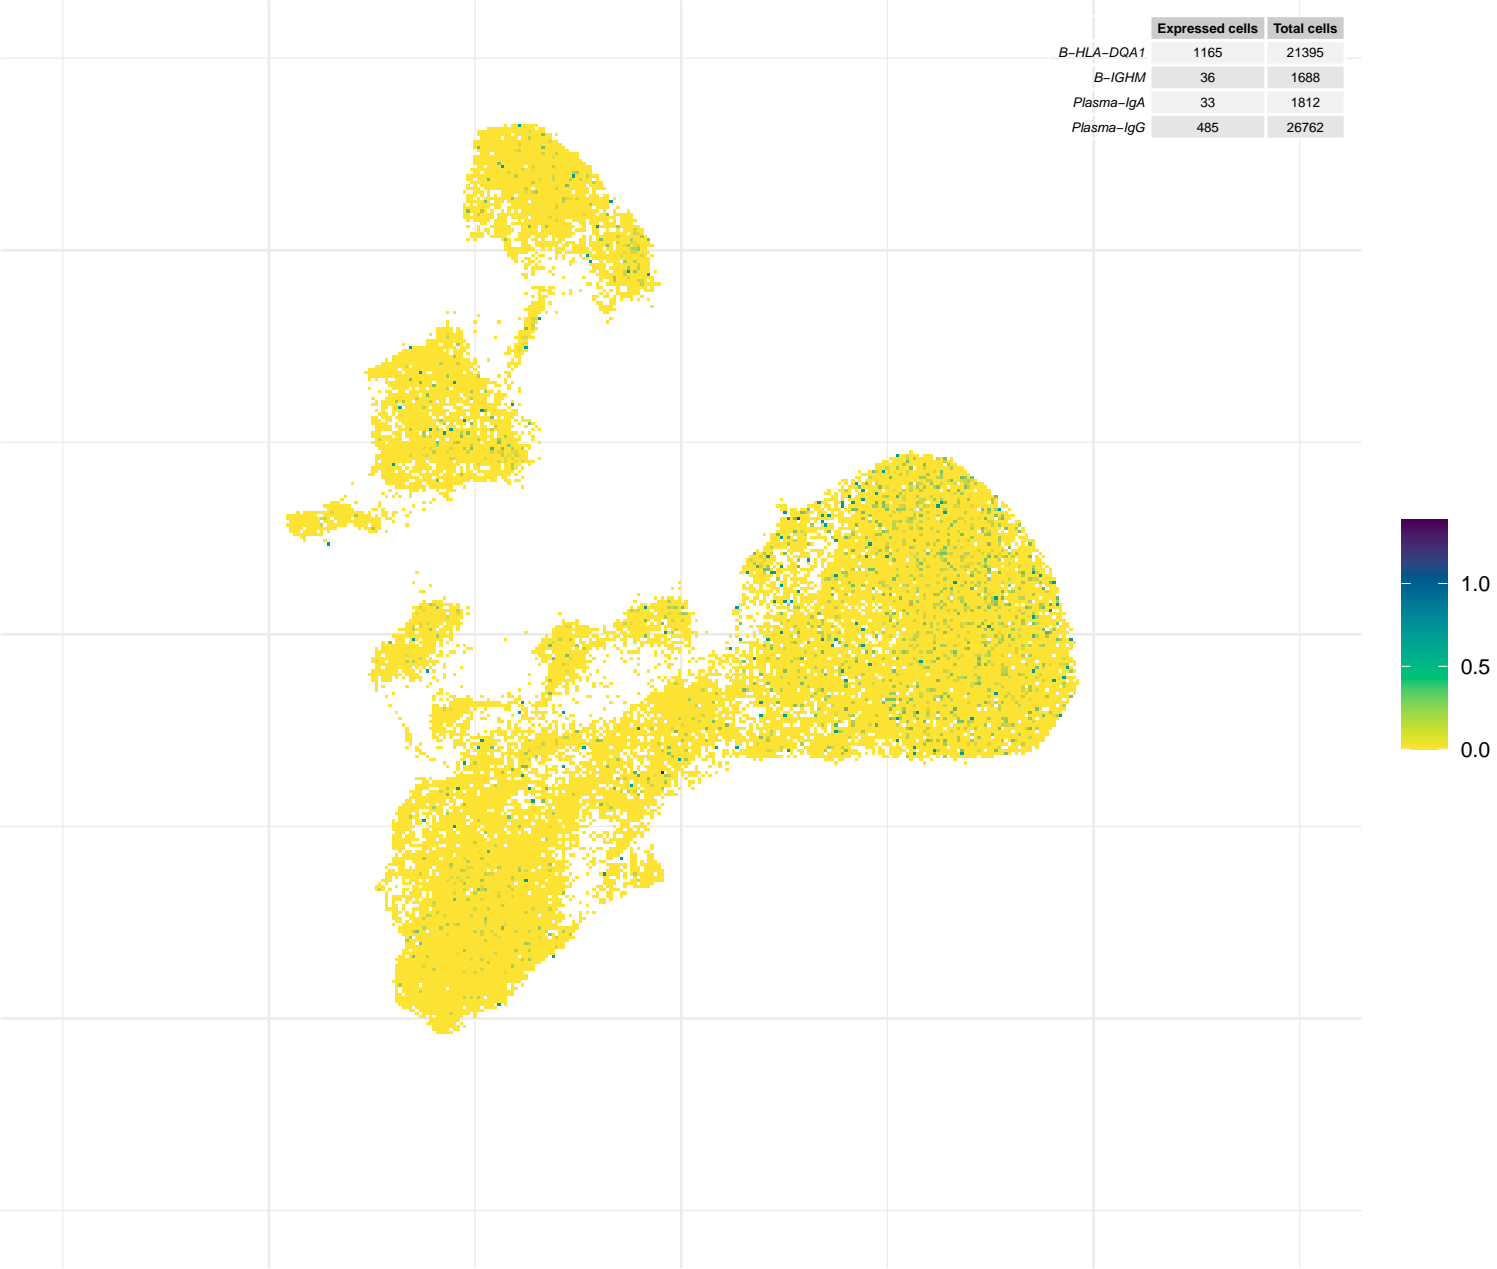 Expressed cells Total cells
B−HLA−DQA1 1165 21395
B−IGHM 36 1688
Plasma−IgA 33 1812
Plasma−IgG 485 26762
1.0
0.5
0.0